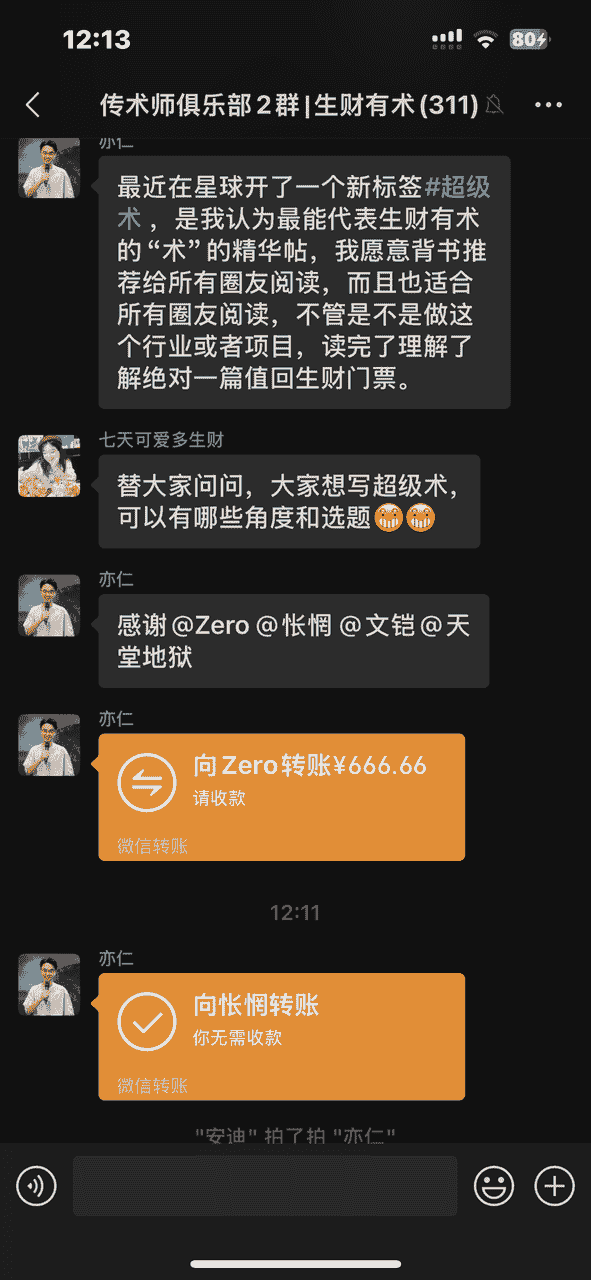 12:13
80
传术师俱乐部2群|生财有术(311)
亦仁
最近在星球开了一个新标签#超级
术，是我认为最能代表生财有术
的“术”的精华帖，我愿意背书推
荐给所有圈友阅读，而且也适合
所有圈友阅读，不管是不是做这
个行业或者项目，读完了理解了
解绝对一篇值回生财门票。
七天可爱多生财
替大家问问，大家想写超级术，
可以有哪些角度和选题
亦仁
感谢@Zero @怅惘 @文铠@天
堂地狱
亦仁
向Zero转账¥666.66
请收款
微信转账
12:11
亦仁
向怅惘转账
你无需收款
微信转账
"安迪" 拍了拍 "亦仁"